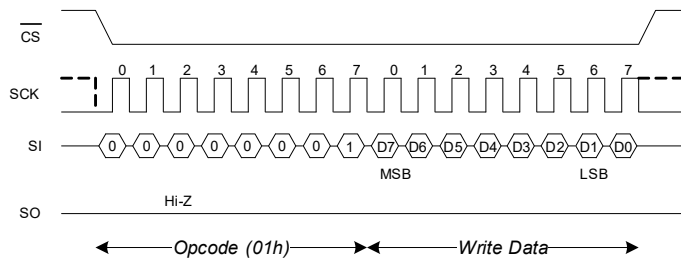 CS
0 1 2 3 4 5 6 7 0 1 2 3 4 5 6 7
SCK
SI 0 0 0 0 0 0 0 1 D7 D6 D5 D4 D3 D2 D1 D0
MSB LSB
Hi-Z
SO
Opcode (01h) Write Data